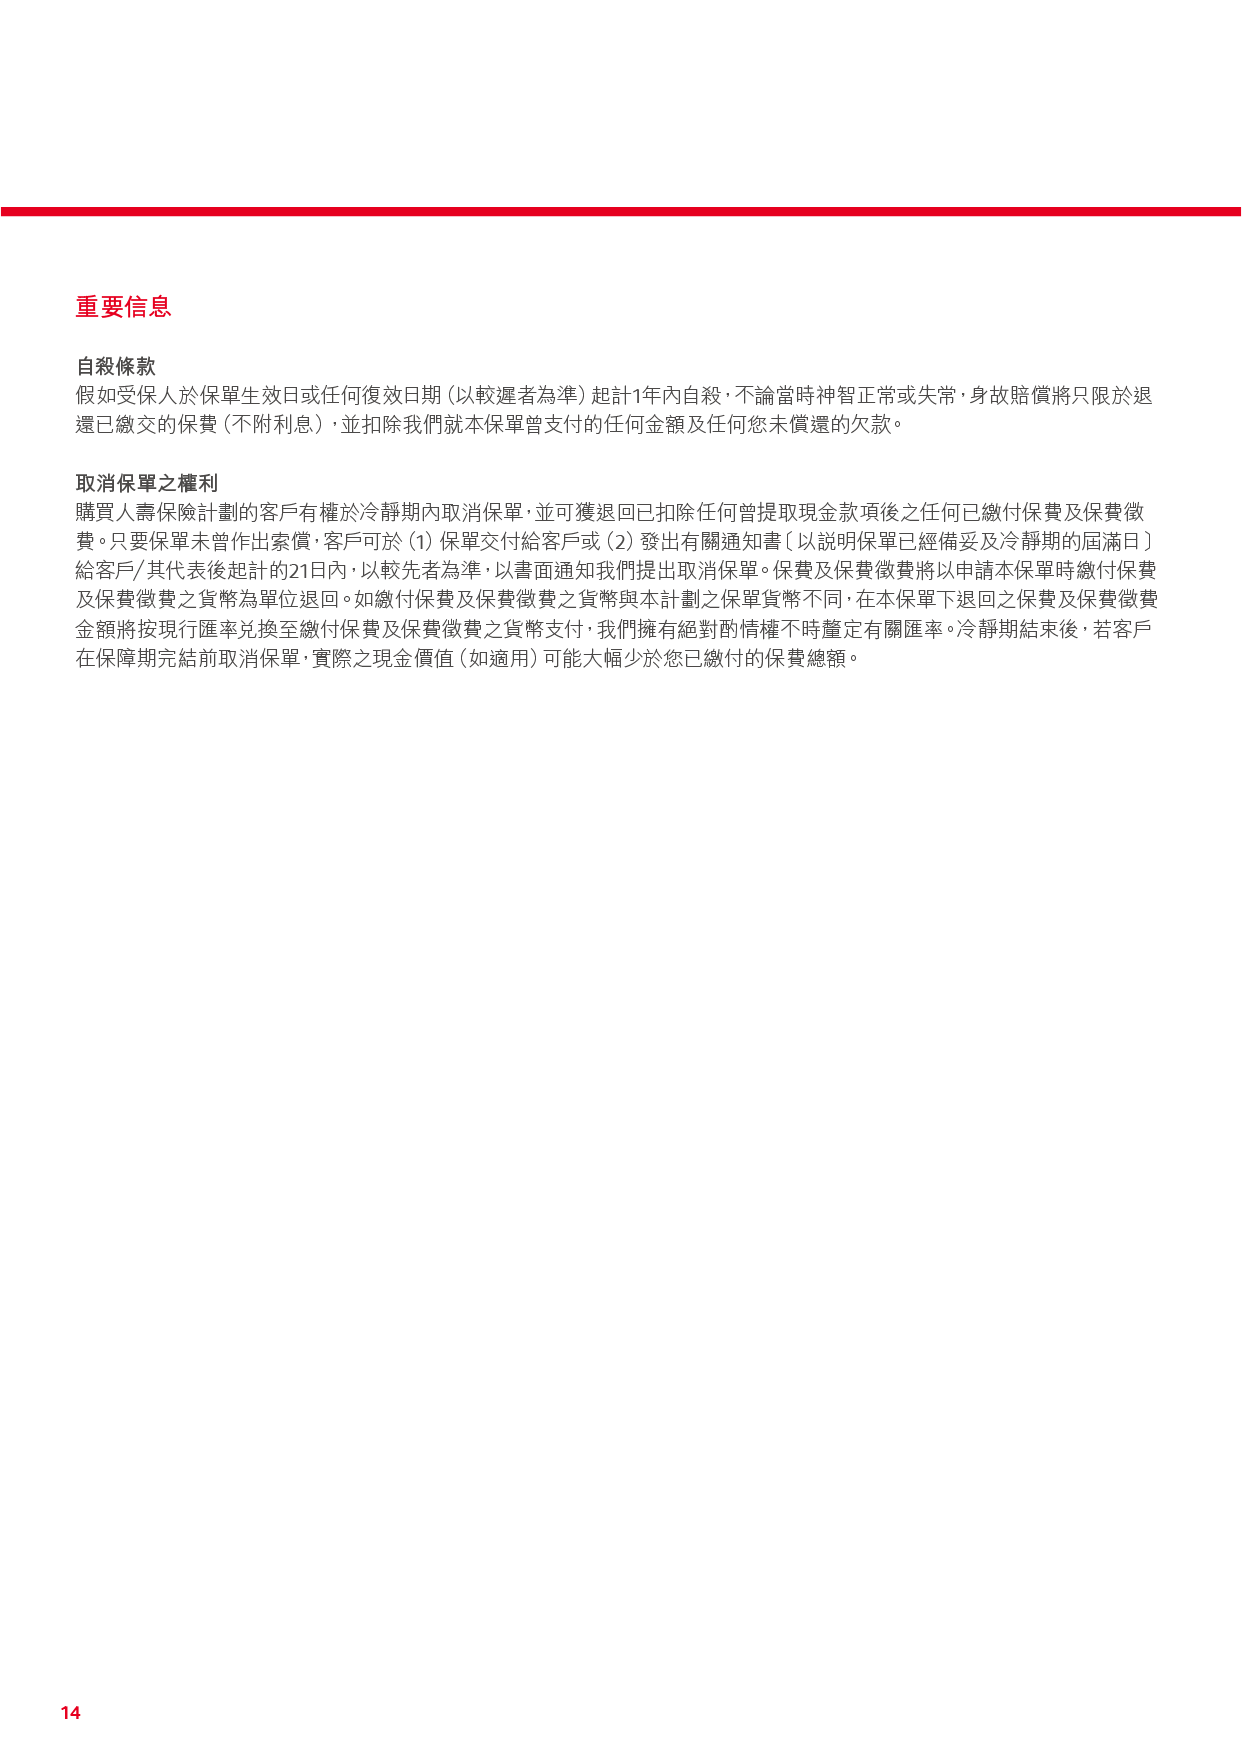 重要信息
自殺條款
假如受保人於保單生效日或任何復效日期（以較遲者為準）起計1年內自殺，不論當時神智正常或失常，身故賠償將只限於退
還已繳交的保費（不附利息），並扣除我們就本保單曾支付的任何金額及任何您未償還的欠款。
取消保單之權利
購買人壽保險計劃的客戶有權於冷靜期內取消保單，並可獲退回已扣除任何曾提取現金款項後之任何已繳付保費及保費徵
費。只要保單未曾作出索償，客戶可於（1）保單交付給客戶或（2）發出有關通知書〔以說明保單已經備妥及冷靜期的屆滿日〕
給客戶/其代表後起計的21日內，以較先者為準，以書面通知我們提出取消保單。保費及保費徵費將以申請本保單時繳付保費
及保費徵費之貨幣為單位退回。如繳付保費及保費徵費之貨幣與本計劃之保單貨幣不同，在本保單下退回之保費及保費徵費
金額將按現行匯率兌換至繳付保費及保費徵費之貨幣支付，我們擁有絕對酌情權不時釐定有關匯率。冷靜期結束後，若客戶
在保障期完結前取消保單，實際之現金價值（如適用）可能大幅少於您已繳付的保費總額。
14